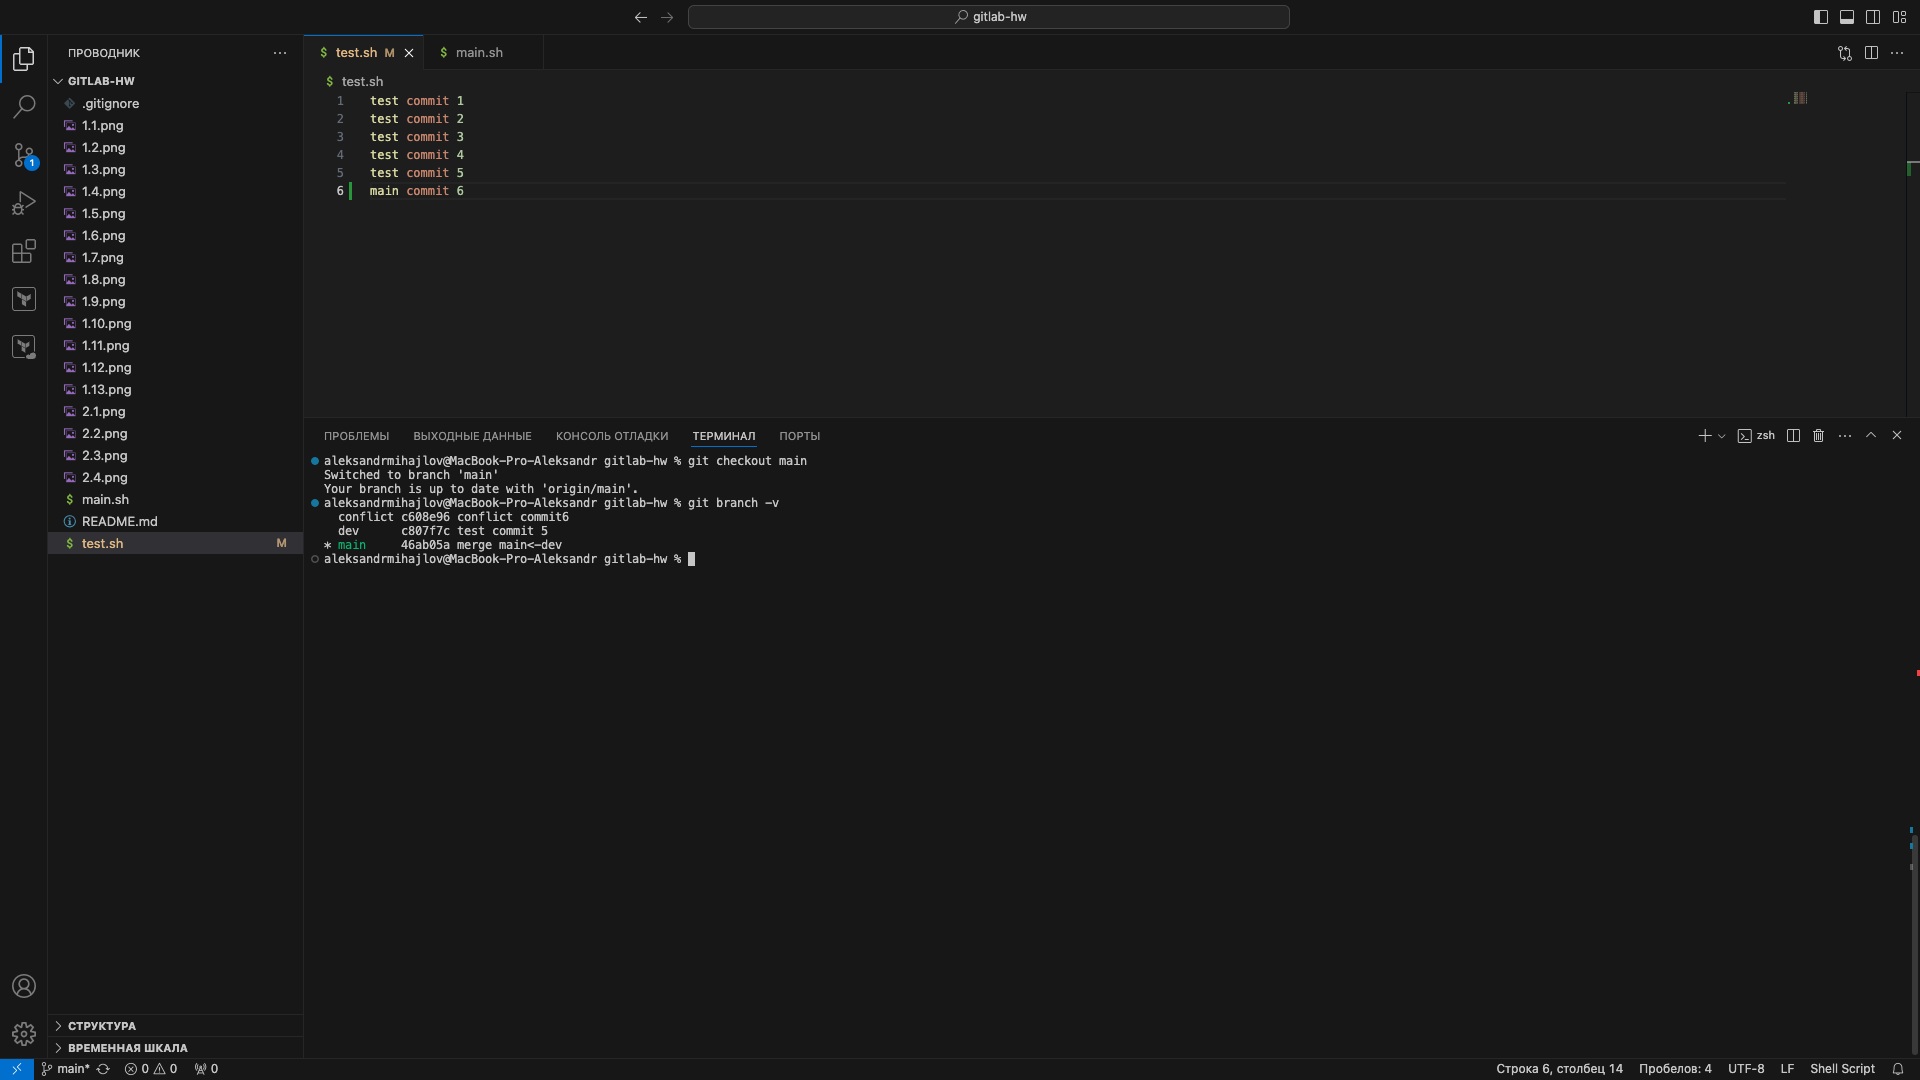 gitlab-hw
ПРОВОДНИК
GITLAB-HW
.gitignore
1.1.png
1.2.png
1.3.png
1.4.png
1.5.png
1.6.png
1.7.png
1.8.png
1.9.png
1.10.png
1.11.png
1.12.png
1.13.png
2.1.png
2.2.png
2.3.png
2.4.png
$ main.sh
README.md
$ test.sh M
СТРУКТУРА
ВРЕМЕННАЯ ШКАЛА
1
$ test.sh M
$ main.sh
$ test.sh
1 test commit 1
2 test commit 2
3 test commit 3
4 test commit 4
5 test commit 5
6 main commit 6
ПРОБЛЕМЫ ВЫХОДНЫЕ ДАННЫЕ КОНСОЛЬ ОТЛАДКИ ТЕРМИНАЛ ПОРТЫ
zsh
aleksandrmihajlov@MacBook-Pro-Aleksandr gitlab-hw % git checkout main
Switched to branch 'main'
Your branch is up to date with 'origin/main'.
aleksandrmihajlov@MacBook-Pro-Aleksandr gitlab-hw % git branch -v
conflict c608e96 conflict commit6
dev c807f7c test commit 5
* main 46ab05a merge main<-dev
aleksandrmihajlov@MacBook-Pro-Aleksandr gitlab-hw %
main* 0 0 0
Строка 6, столбец 14 Пробелов: 4 UTF-8 LF Shell Script